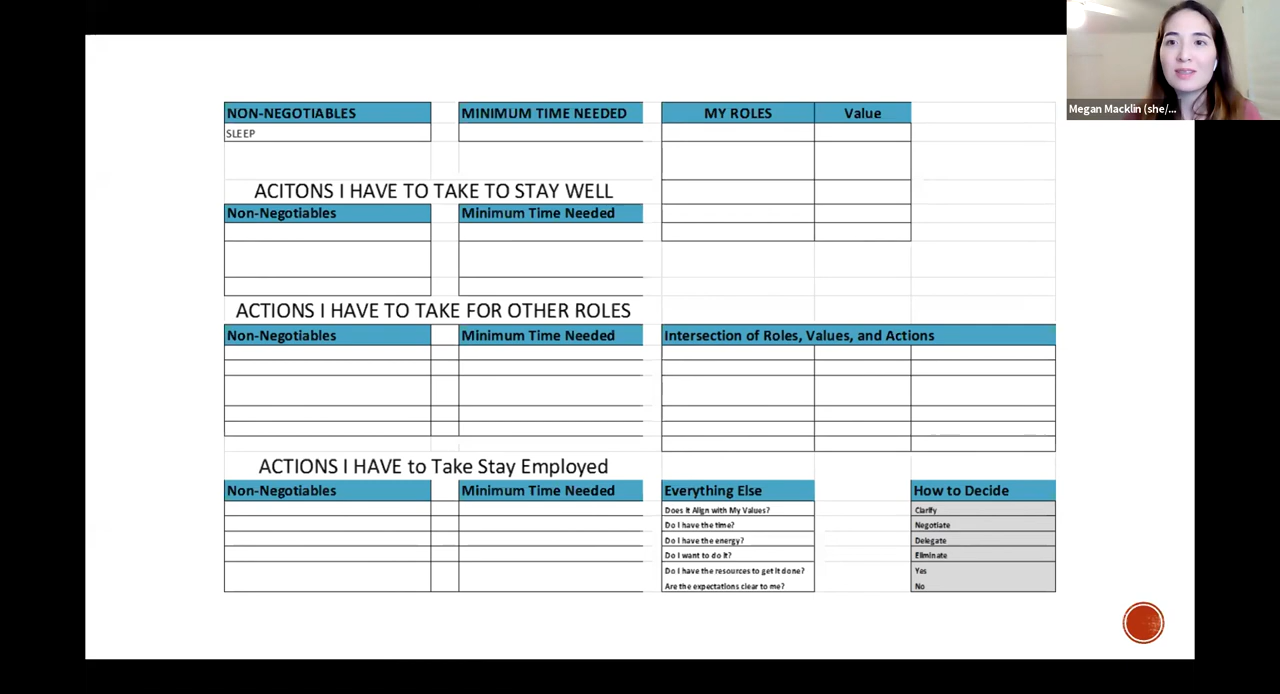 NON-NEGOTIABLES MINIMUM TIME NEEDED MY ROLES Value
SLEEP
ACITONS I HAVE TO TAKE TO STAY WELL
Non-Negotiables Minimum Time Needed
ACTIONS I HAVE TO TAKE FOR OTHER ROLES
Non-Negotiables Minimum Time Needed Intersection of Roles, Values, and Actions
ACTIONS I HAVE to Take Stay Employed
Non-Negotiables Minimum Time Needed Everything Else How to Decide
Does It Align with My Values? Clarify
Do I have the time? Negotiate
Do I have the energy? Delegate
Do I want to do it? Eliminate
Do I have the resources to get it done? Yes
Are the expectations clear to me? No
Megan Macklin (she/...